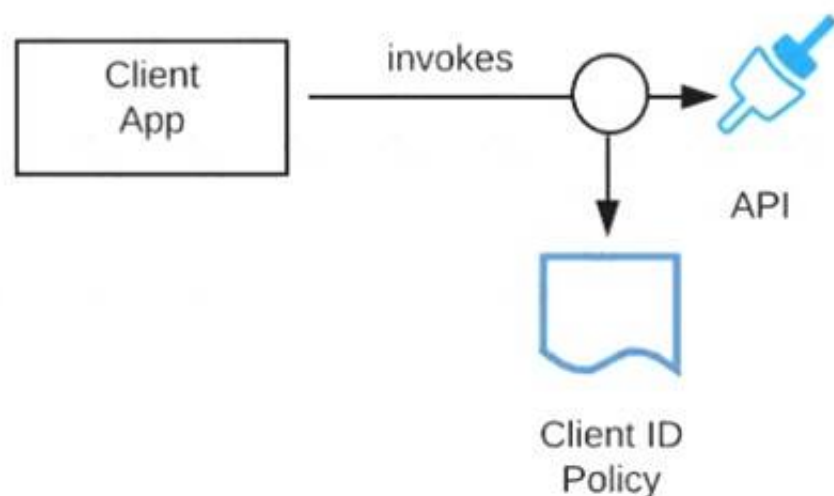 Client
App
invokes
API
Client ID
Policy